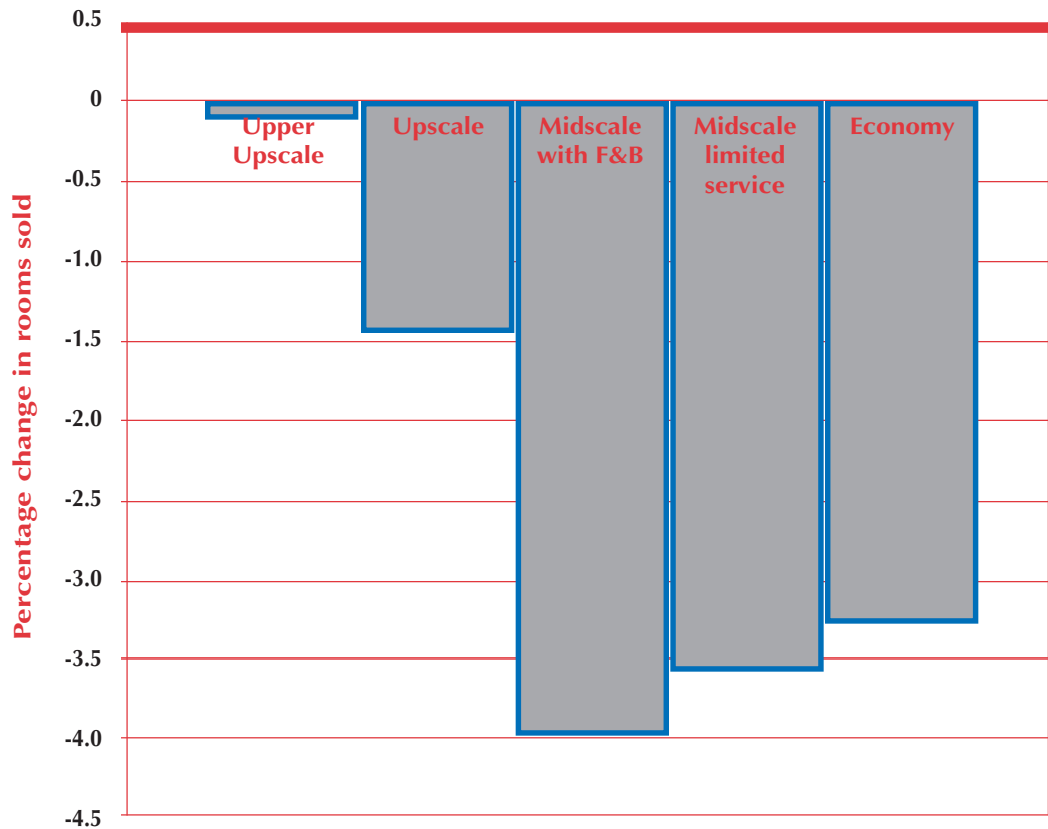 Percentage change in rooms sold
0.5
0
-0.5
-1.0
-1.5
-2.0
-2.5
-3.0
-3.5
-4.0
-4.5
Upper
Upscale
Upscale
Midscale
with F&B
Midscale
limited
service
Economy